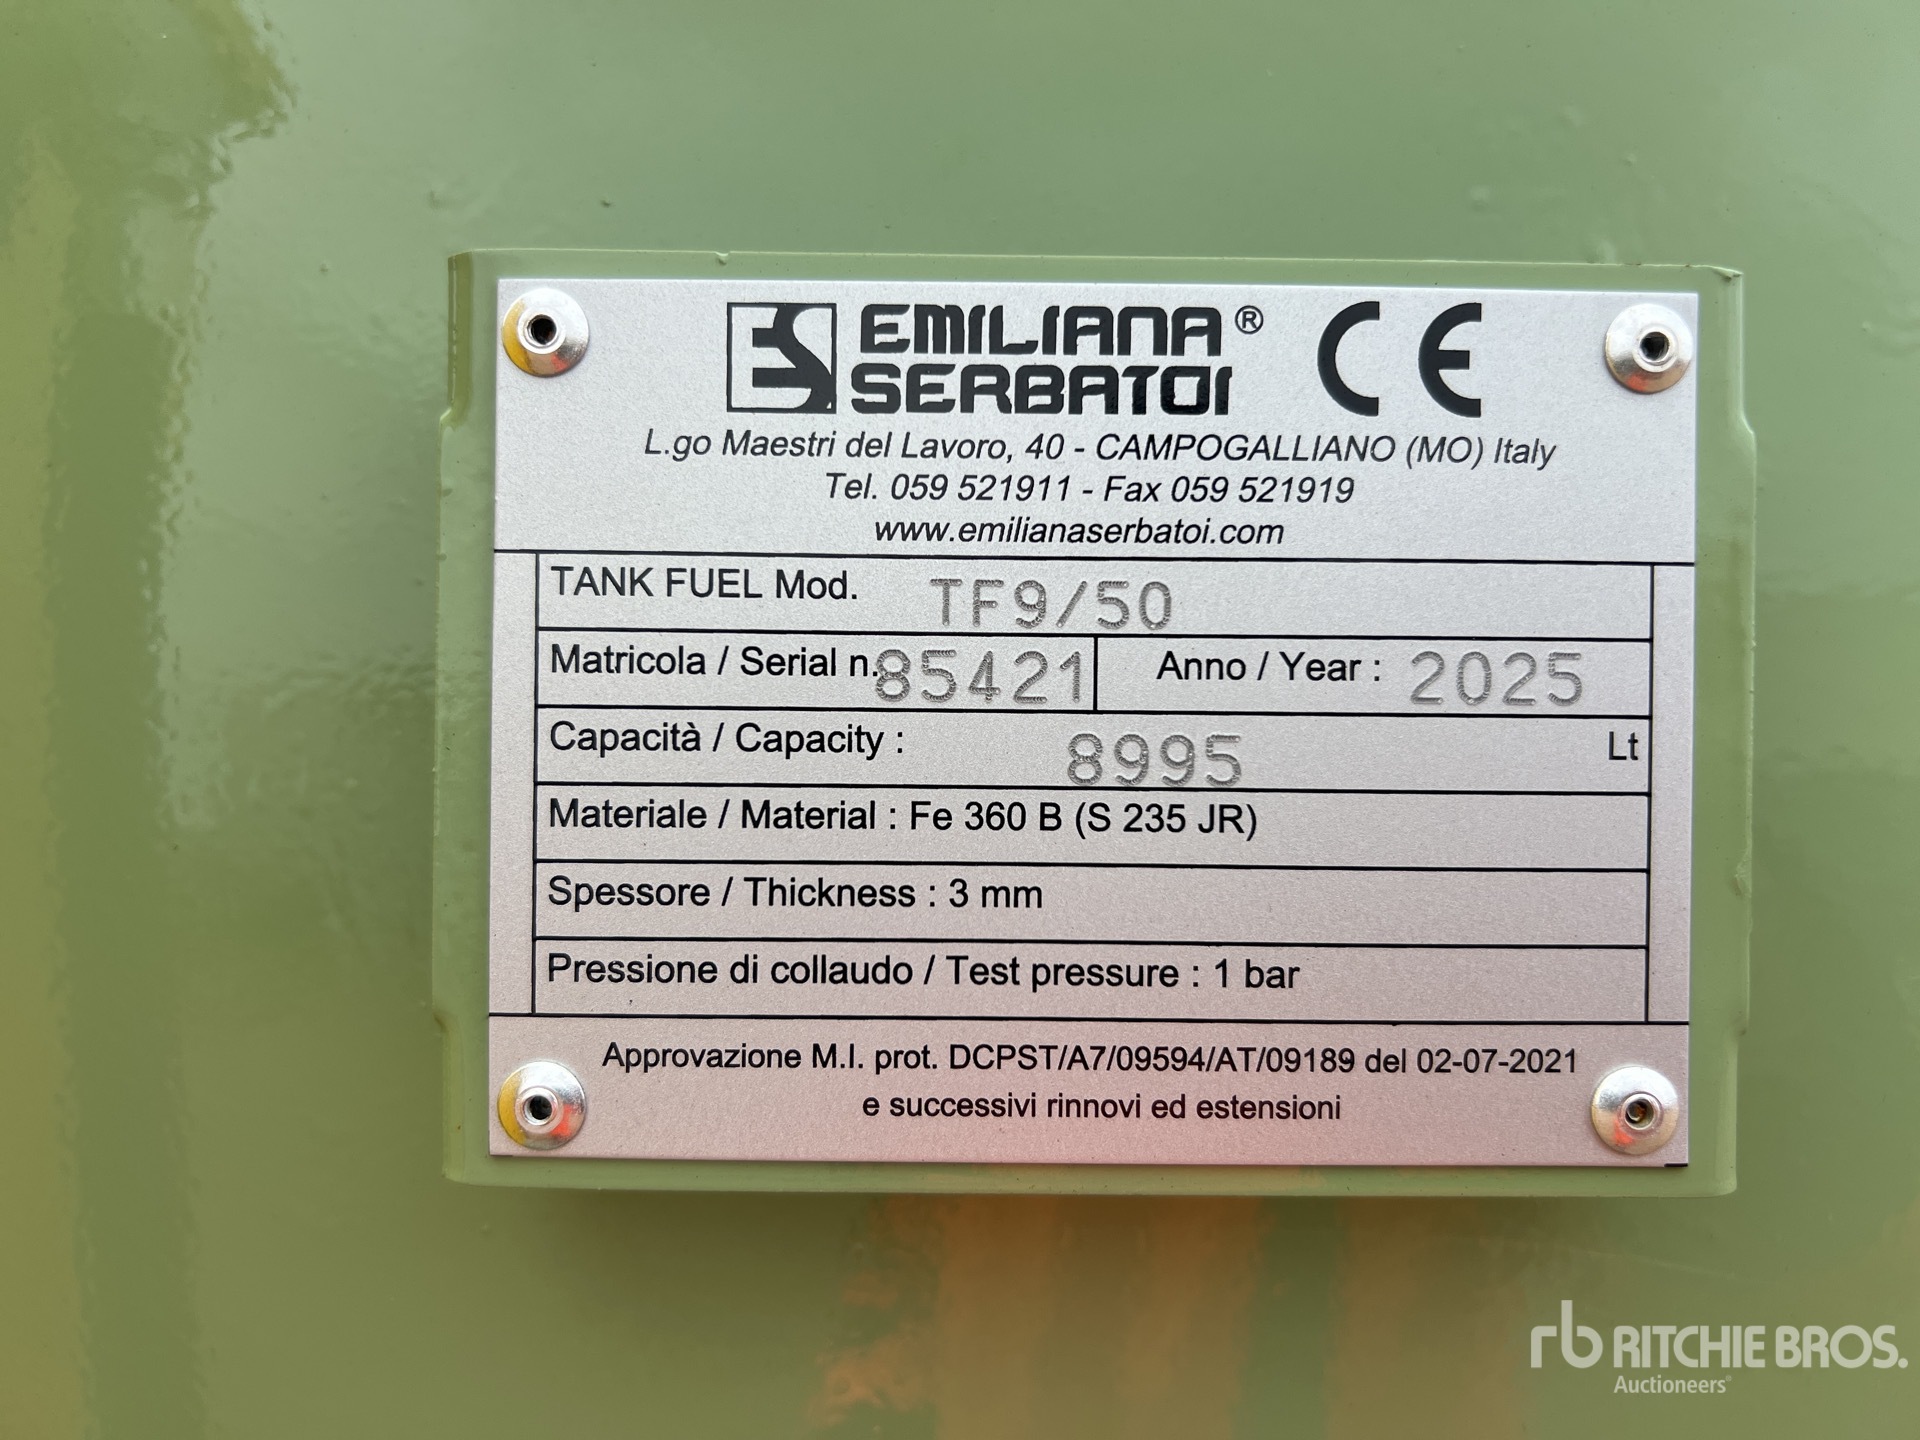 ES EMILIANA® CE
SERBATOI
L.go Maestri del Lavoro, 40 - CAMPOGALLIANO (MO) Italy
Tel. 059 521911 - Fax 059 521919
www.emilianaserbatoi.com
TANK FUEL Mod. TF9/50
Matricola / Serial n. 85421 Anno / Year : 2025
Capacità / Capacity : 8995 Lt
Materiale / Material : Fe 360 B (S 235 JR)
Spessore / Thickness : 3 mm
Pressione di collaudo / Test pressure : 1 bar
Approvazione M.I. prot. DCPST/A7/09594/AT/09189 del 02-07-2021
e successivi rinnovi ed estensioni
rb RITCHIE BROS.
Auctioneers